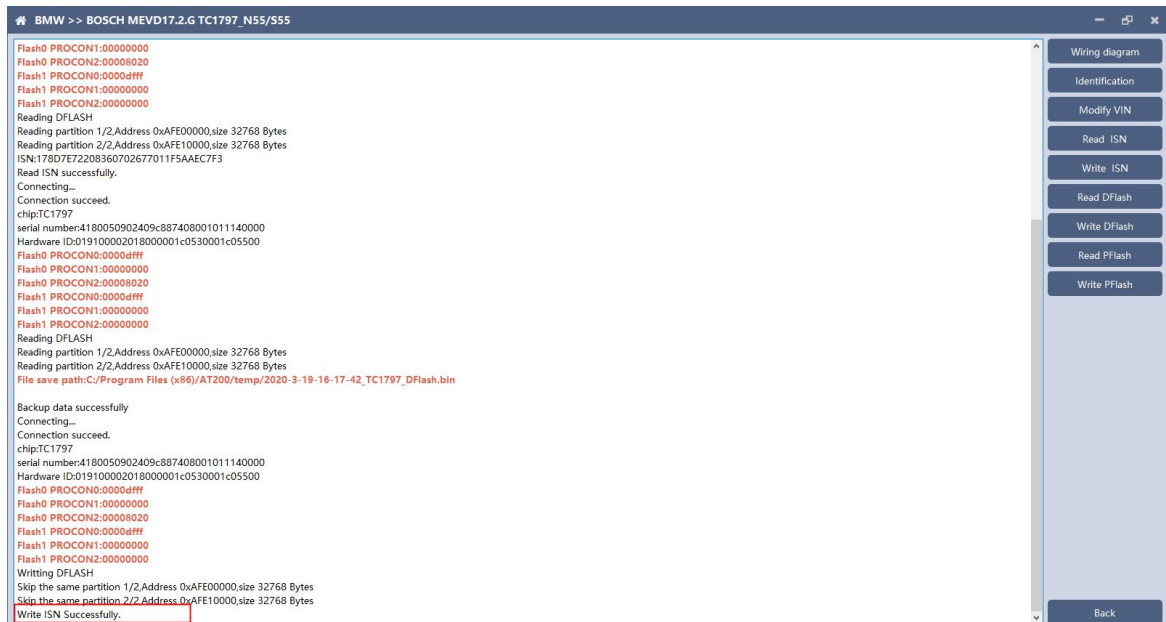 BMW >> BOSCH MEVD17.2.G TC1797_N55/S55
Flash0 PROCON1:00000000
Flash0 PROCON2:00008020
Flash1 PROCON0:0000dfff
Flash1 PROCON1:00000000
Flash1 PROCON2:00000000
Reading DFLASH
Reading partition 1/2,Address 0xAFE00000,size 32768 Bytes
Reading partition 2/2,Address 0xAFE10000,size 32768 Bytes
ISN:178D7E72208360702677011F5AAEC7F3
Read ISN successfully.
Connecting...
Connection succeed.
chip:TC1797
serial number:4180050902409c887408001011140000
Hardware ID:019100002018000001c0530001c05500
Flash0 PROCON0:0000dfff
Flash0 PROCON1:00000000
Flash0 PROCON2:00008020
Flash1 PROCON0:0000dfff
Flash1 PROCON1:00000000
Flash1 PROCON2:00000000
Reading DFLASH
Reading partition 1/2,Address 0xAFE00000,size 32768 Bytes
Reading partition 2/2,Address 0xAFE10000,size 32768 Bytes
File save path:C:/Program Files (x86)/AT200/temp/2020-3-19-16-17-42_TC1797_DFlash.bin
Backup data successfully
Connecting...
Connection succeed.
chip:TC1797
serial number:4180050902409c887408001011140000
Hardware ID:019100002018000001c0530001c05500
Flash0 PROCON0:0000dfff
Flash0 PROCON1:00000000
Flash0 PROCON2:00008020
Flash1 PROCON0:0000dfff
Flash1 PROCON1:00000000
Flash1 PROCON2:00000000
Writting DFLASH
Skip the same partition 1/2,Address 0xAFE00000,size 32768 Bytes
Skip the same partition 2/2,Address 0xAFE10000,size 32768 Bytes
Write ISN Successfully.
Wiring diagram
Identification
Modify VIN
Read ISN
Write ISN
Read DFlash
Write DFlash
Read PFlash
Write PFlash
Back